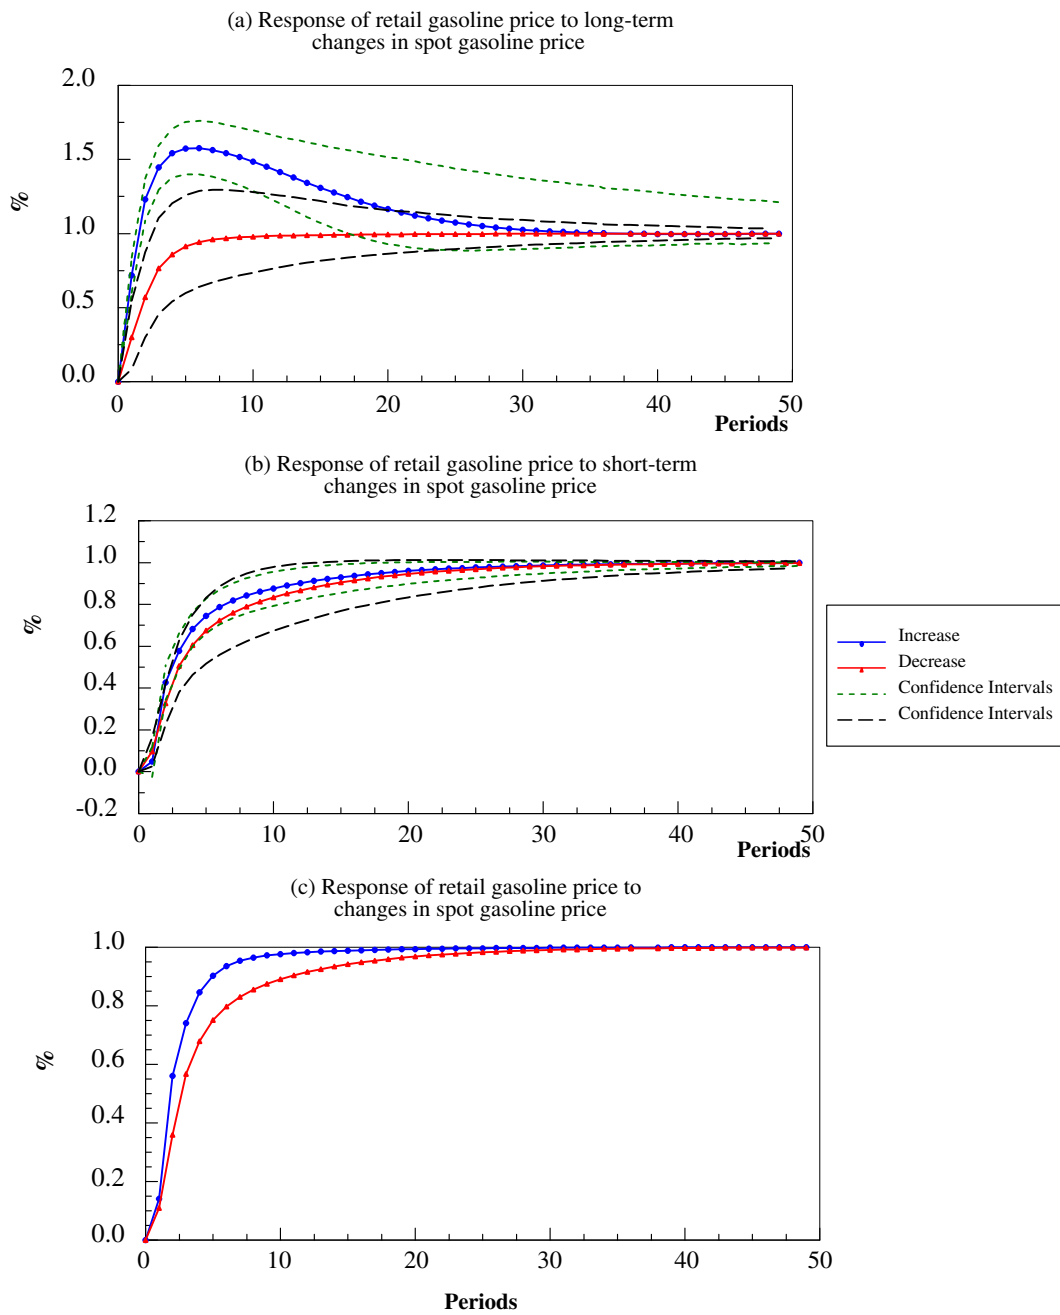 (a) Response of retail gasoline price to long-term
changes in spot gasoline price
2.0
1.5
1.0
0.5
0.0
%
0 10 20 30 40 50
Periods
(b) Response of retail gasoline price to short-term
changes in spot gasoline price
1.2
1.0
0.8
0.6
0.4
0.2
0.0
-0.2
%
0 10 20 30 40 50
Periods
Increase
Decrease
Confidence Intervals
Confidence Intervals
(c) Response of retail gasoline price to
changes in spot gasoline price
1.0
0.8
0.6
0.4
0.2
0.0
%
0 10 20 30 40 50
Periods